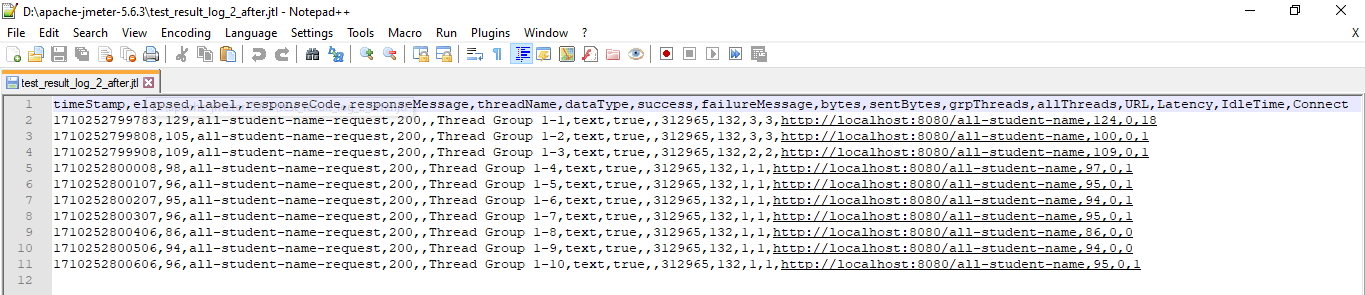 D:\apache-jmeter-5.6.3\test_result_log_2_after.jtl - Notepad++
File Edit Search View Encoding Language Settings Tools Macro Run Plugins Window ? X
test_result_log_2_after.jtl
1 timeStamp,elapsed,label,responseCode,responseMessage,threadName,dataType,success,failureMessage,bytes,sentBytes,grpThreads,allThreads,URL,Latency,IdleTime,Connect
2 1710252799783,129,all-student-name-request,200,,Thread Group 1-1,text,true,,312965,132,3,3,http://localhost:8080/all-student-name,124,0,18
3 1710252799808,105,all-student-name-request,200,,Thread Group 1-2,text,true,,312965,132,3,3,http://localhost:8080/all-student-name,100,0,1
4 1710252799908,109,all-student-name-request,200,,Thread Group 1-3,text,true,,312965,132,2,2,http://localhost:8080/all-student-name,109,0,1
5 1710252800008,98,all-student-name-request,200,,Thread Group 1-4,text,true,,312965,132,1,1,http://localhost:8080/all-student-name,97,0,1
6 1710252800107,96,all-student-name-request,200,,Thread Group 1-5,text,true,,312965,132,1,1,http://localhost:8080/all-student-name,95,0,1
7 1710252800207,95,all-student-name-request,200,,Thread Group 1-6,text,true,,312965,132,1,1,http://localhost:8080/all-student-name,94,0,1
8 1710252800307,96,all-student-name-request,200,,Thread Group 1-7,text,true,,312965,132,1,1,http://localhost:8080/all-student-name,95,0,1
9 1710252800406,86,all-student-name-request,200,,Thread Group 1-8,text,true,,312965,132,1,1,http://localhost:8080/all-student-name,86,0,0
10 1710252800506,94,all-student-name-request,200,,Thread Group 1-9,text,true,,312965,132,1,1,http://localhost:8080/all-student-name,94,0,0
11 1710252800606,96,all-student-name-request,200,,Thread Group 1-10,text,true,,312965,132,1,1,http://localhost:8080/all-student-name,95,0,1
12